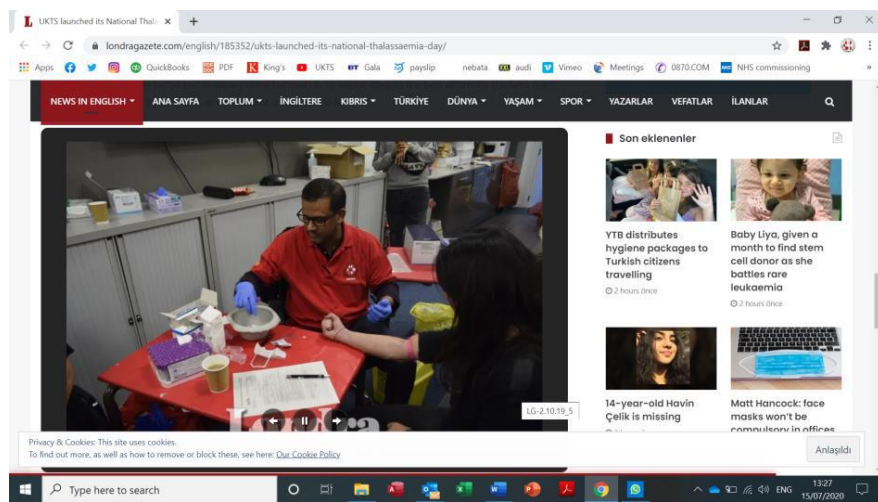 UKTS launched its National Thala
londragazete.com/english/185352/ukts-launched-its-national-thalassaemia-day/
Apps
QuickBooks
PDF
King's
UKTS
Gala
payslip
nebata
audi
Vimeo
Meetings
0870.COM
NHS commissioning
»
NEWS IN ENGLISH
ANA SAYFA
TOPLUM
İNGİLTERE
KIBRIS
TÜRKİYE
DÜNYA
YAŞAM
SPOR
YAZARLAR
VEFATLAR
İLANLAR
Son eklenenler
YTB distributes
hygiene packages to
Turkish citizens
travelling
2 hours önce
Baby Liya, given a
month to find stem
cell donor as she
battles rare
leukaemia
2 hours önce
14-year-old Havin
Çelik is missing
Matt Hancock: face
masks won't be
compulsory in offices
LG-2.10.19_5
Privacy & Cookies: This site uses cookies.
To find out more, as well as how to remove or block these, see here: Our Cookie Policy
Anlaşıldı
Type here to search
ENG
13:27
15/07/2020